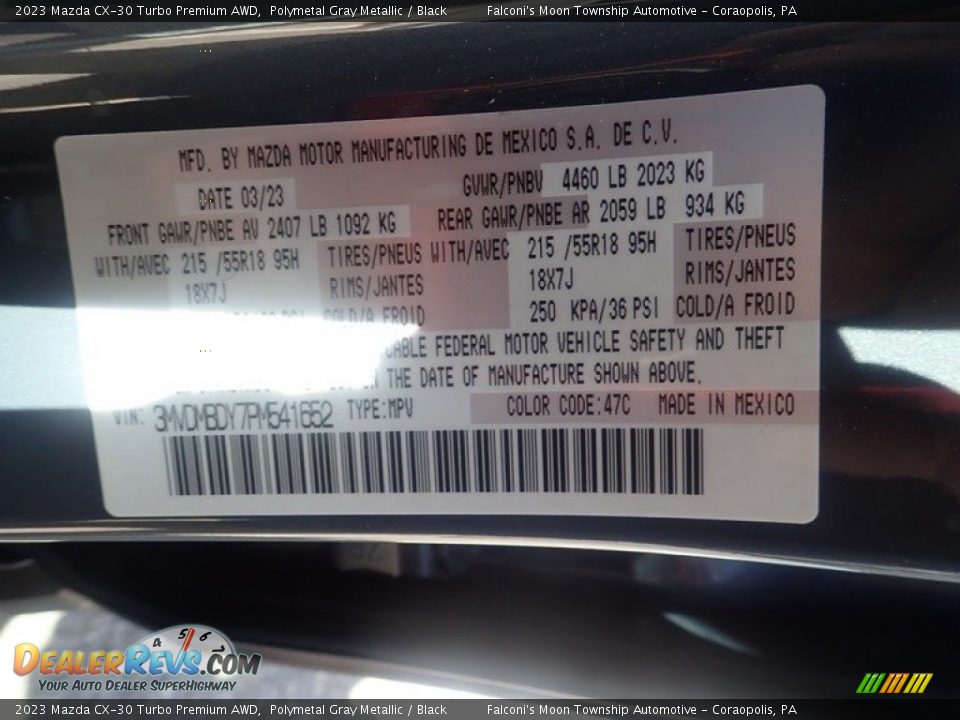 2023 Mazda CX-30 Turbo Premium AWD, Polymetal Gray Metallic / Black Falconi's Moon Township Automotive - Coraopolis, PA
MFD. BY MAZDA MOTOR MANUFACTURING DE MEXICO S.A. DE C.V.
DATE 03/23 GVWR/PNBV 4460 LB 2023 KG
FRONT GAWR/PNBE AV 2407 LB 1092 KG REAR GAWR/PNBE AR 2059 LB 934 KG
WITH/AVEC 215 /55R18 95H TIRES/PNEUS WITH/AVEC 215 /55R18 95H TIRES/PNEUS
18X7J RIMS/JANTES 18X7J RIMS/JANTES
COLD/A FROID 250 KPA/36 PSI COLD/A FROID
FEDERAL MOTOR VEHICLE SAFETY AND THEFT
THE DATE OF MANUFACTURE SHOWN ABOVE.
VIN: 3MVDMBDY7PM541652 TYPE:MPV COLOR CODE:47C MADE IN MEXICO
4 5 6
DealerRevs.com
Your Auto Dealer SuperHighway
2023 Mazda CX-30 Turbo Premium AWD, Polymetal Gray Metallic / Black Falconi's Moon Township Automotive - Coraopolis, PA